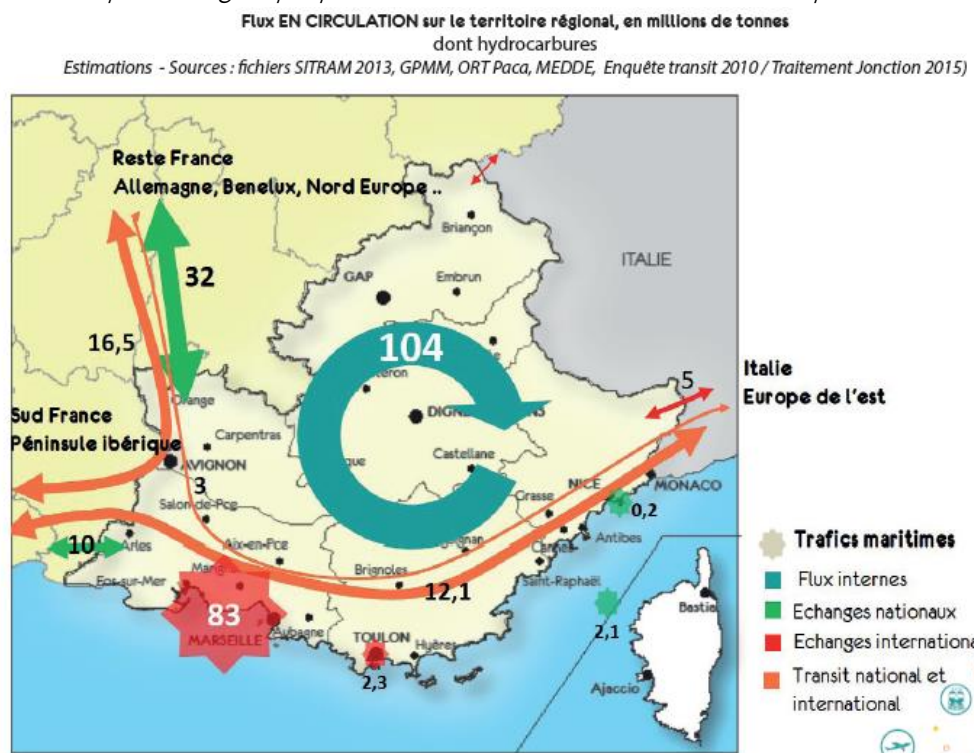 Flux EN CIRCULATION sur le territoire régional, en millions de tonnes
dont hydrocarbures
Estimations - Sources : fichiers SITRAM 2013, GPMM, ORT Paca, MEDDE, Enquête transit 2010 / Traitement Jonction 2015)
Reste France
Allemagne, Benelux, Nord Europe ..
Briançon
ITALIE
32
GAP
Embrun
16,5
104
Italie
Europe de l'est
5
Orange
Sud France
Péninsule ibérique
Carpentras
DIGNE
AVIGNON
Castellane
3
Salon-de-Pce
NICE
MONACO
Grasse
0,2
10
Arles
Aix-en-Pce
Cannes
Antibes
Trafics maritimes
Fos-sur-Mer
Brignoles
12,1
Saint-Raphaël
Flux internes
83
Bastia
Echanges nationaux
MARSEILLE
Aubagne
TOULON
Hyères
2,1
Echanges internationa
2,3
Ajaccio
Transit national et
international